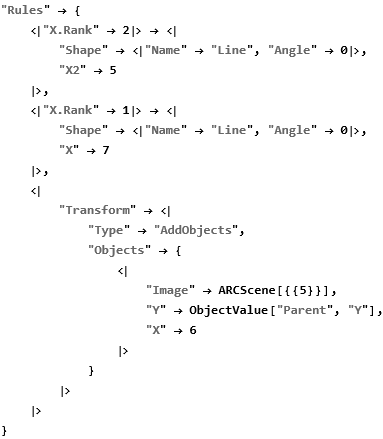 "Rules" → {
<|"X.Rank" → 2|> → <|
"Shape" → <|"Name" → "Line", "Angle" → 0|>,
"X2" → 5
|>,
<|"X.Rank" → 1|> → <|
"Shape" → <|"Name" → "Line", "Angle" → 0|>,
"X" → 7
|>,
<|
"Transform" → <|
"Type" → "AddObjects",
"Objects" → {
<|
"Image" → ARCScene[{{5}}],
"Y" → ObjectValue["Parent", "Y"],
"X" → 6
|>
}
|>
|>
}